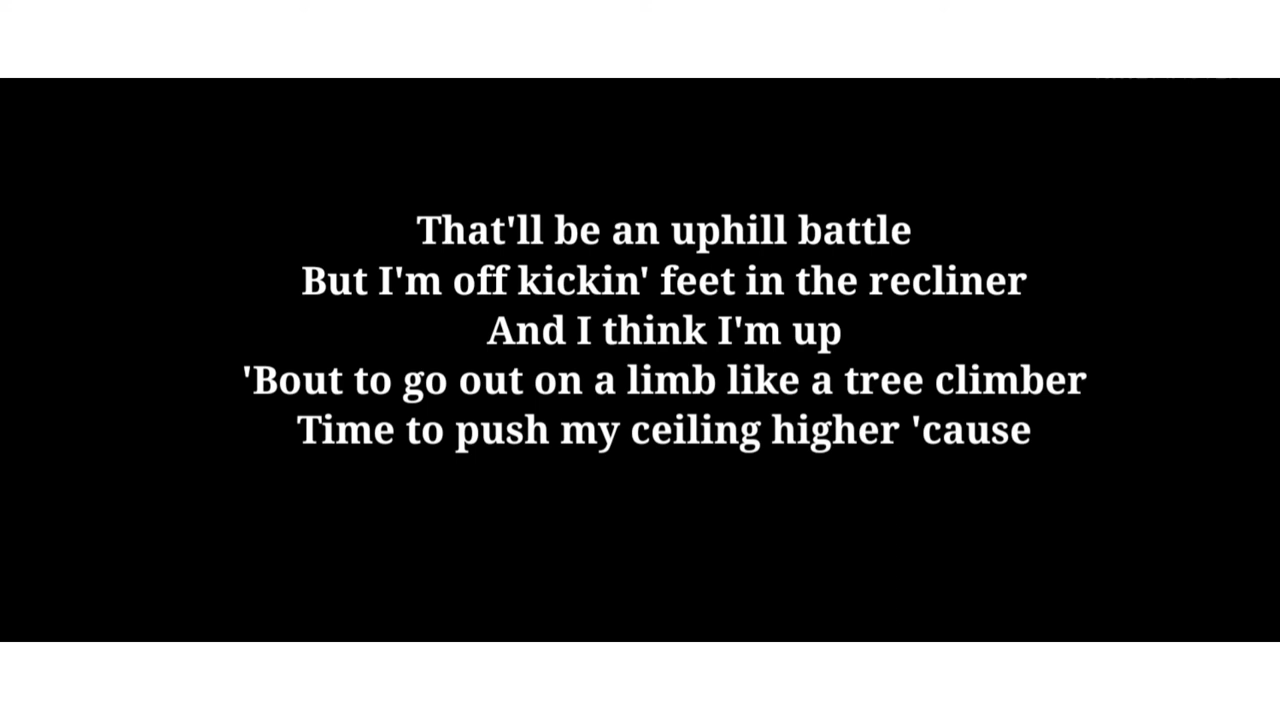 That'll be an uphill battle
But I'm off kickin' feet in the recliner
And I think I'm up
'Bout to go out on a limb like a tree climber
Time to push my ceiling higher 'cause